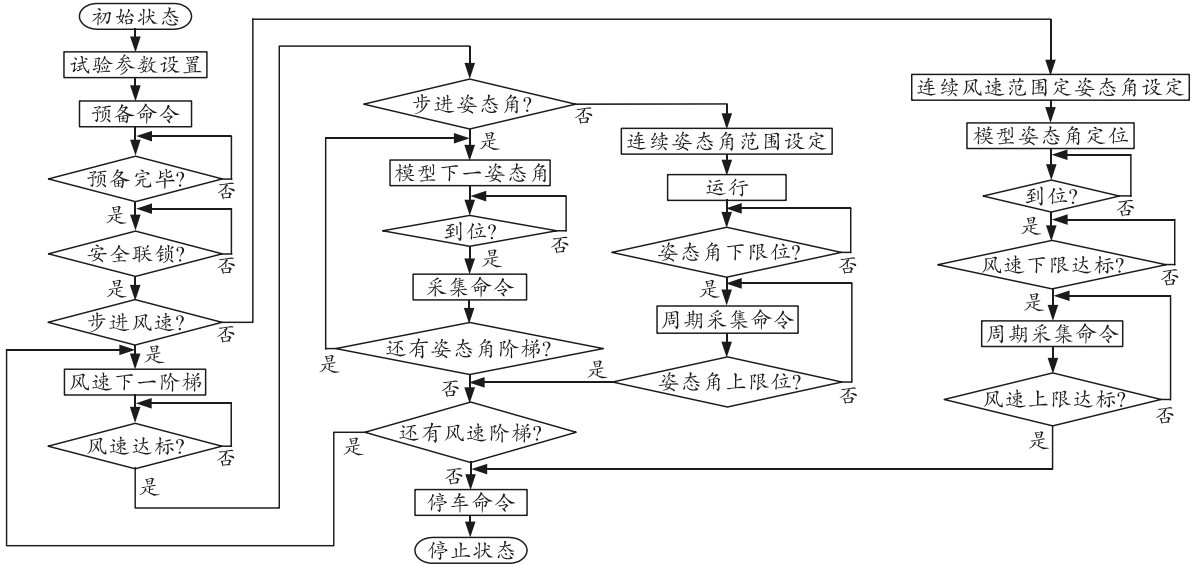 初始状态
试验参数设置
预备命令
预备完毕?
否
是
安全联锁?
否
是
步进风速?
否
是
风速下一阶梯
风速达标?
否
是
步进姿态角?
否
是
模型下一姿态角
到位?
否
是
采集命令
还有姿态角阶梯?
是
否
还有风速阶梯?
是
否
停车命令
停止状态
连续姿态角范围设定
运行
姿态角下限位?
否
是
周期采集命令
姿态角上限位?
是
否
连续风速范围定姿态角设定
模型姿态角定位
到位?
否
是
风速下限达标?
否
是
周期采集命令
风速上限达标?
否
是